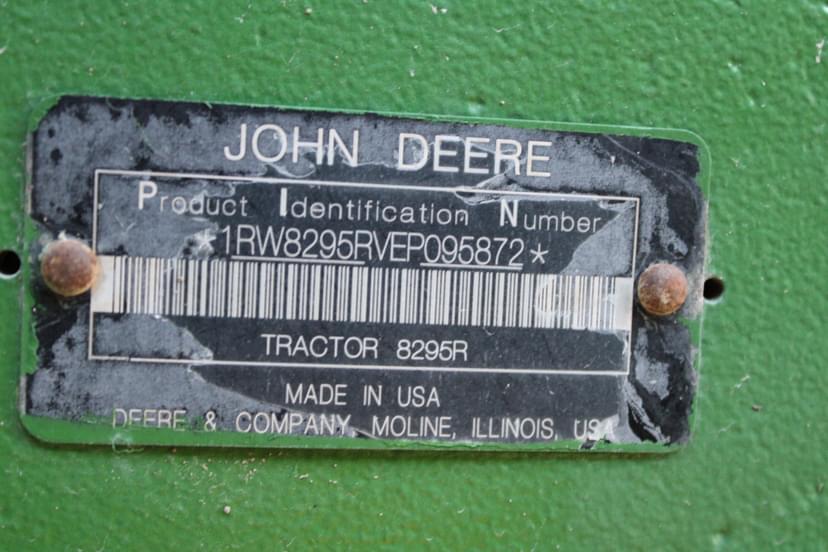 JOHN DEERE
Product Identification Number
*1RW8295RVEP095872*
TRACTOR 8295R
MADE IN USA
DEERE & COMPANY, MOLINE, ILLINOIS, USA